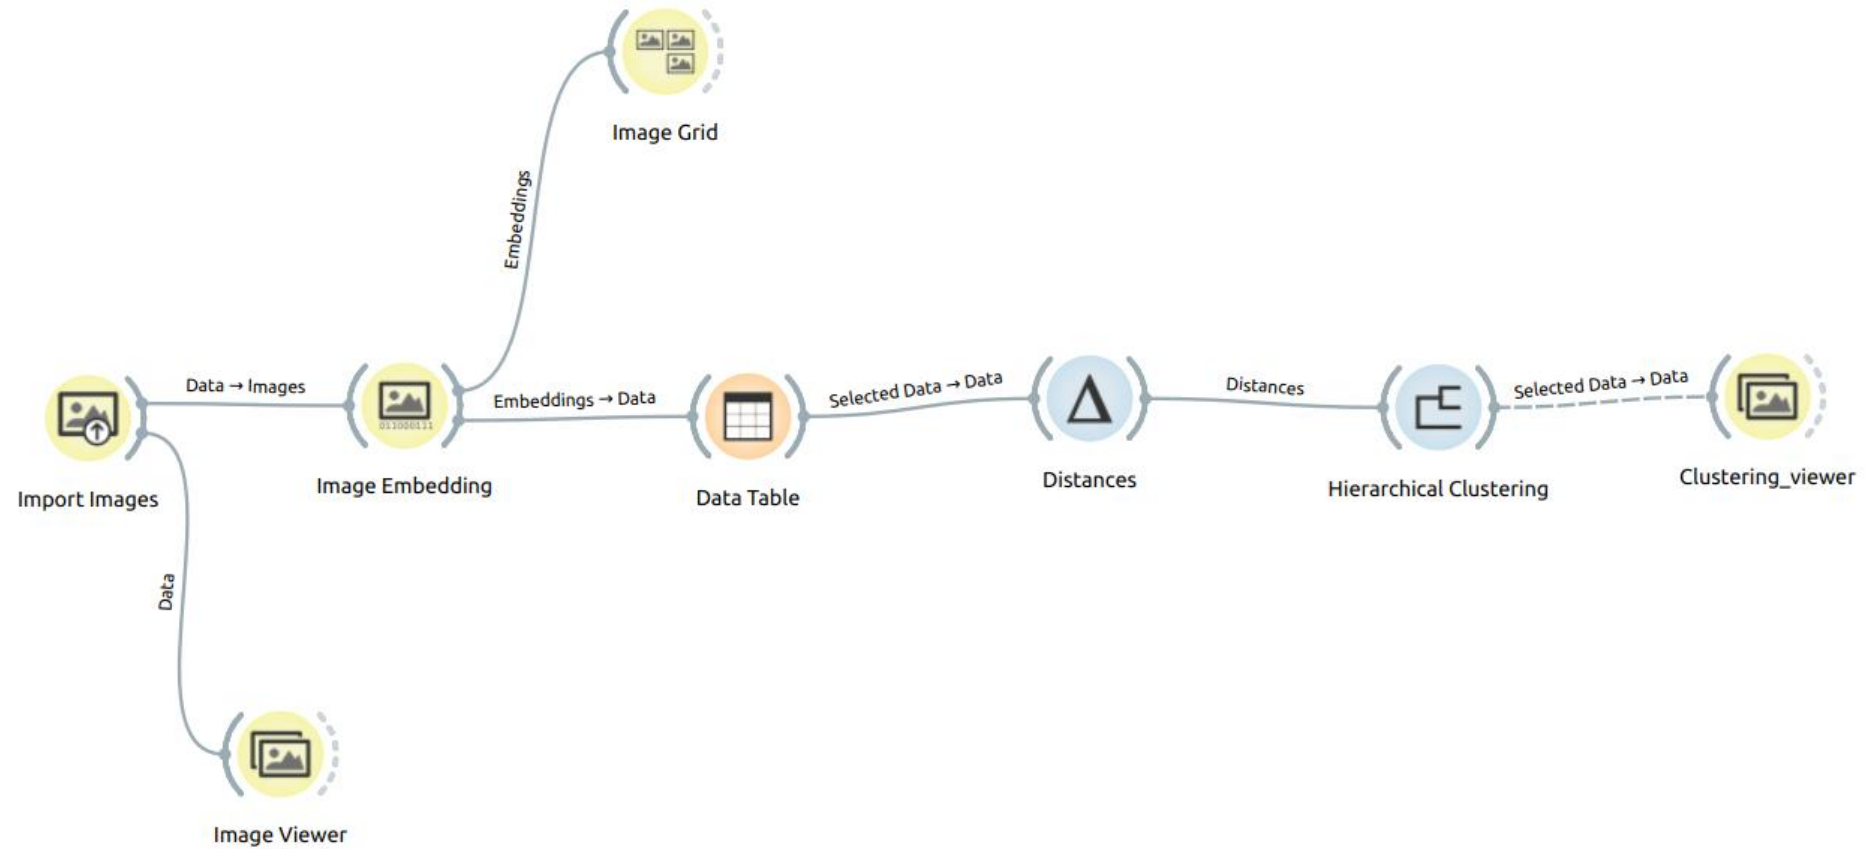 Image Grid
Embeddings
Data → Images
Embeddings → Data
Selected Data → Data
Distances
Selected Data → Data
011000111
Import Images
Image Embedding
Data Table
Distances
Hierarchical Clustering
Clustering_viewer
Data
Image Viewer